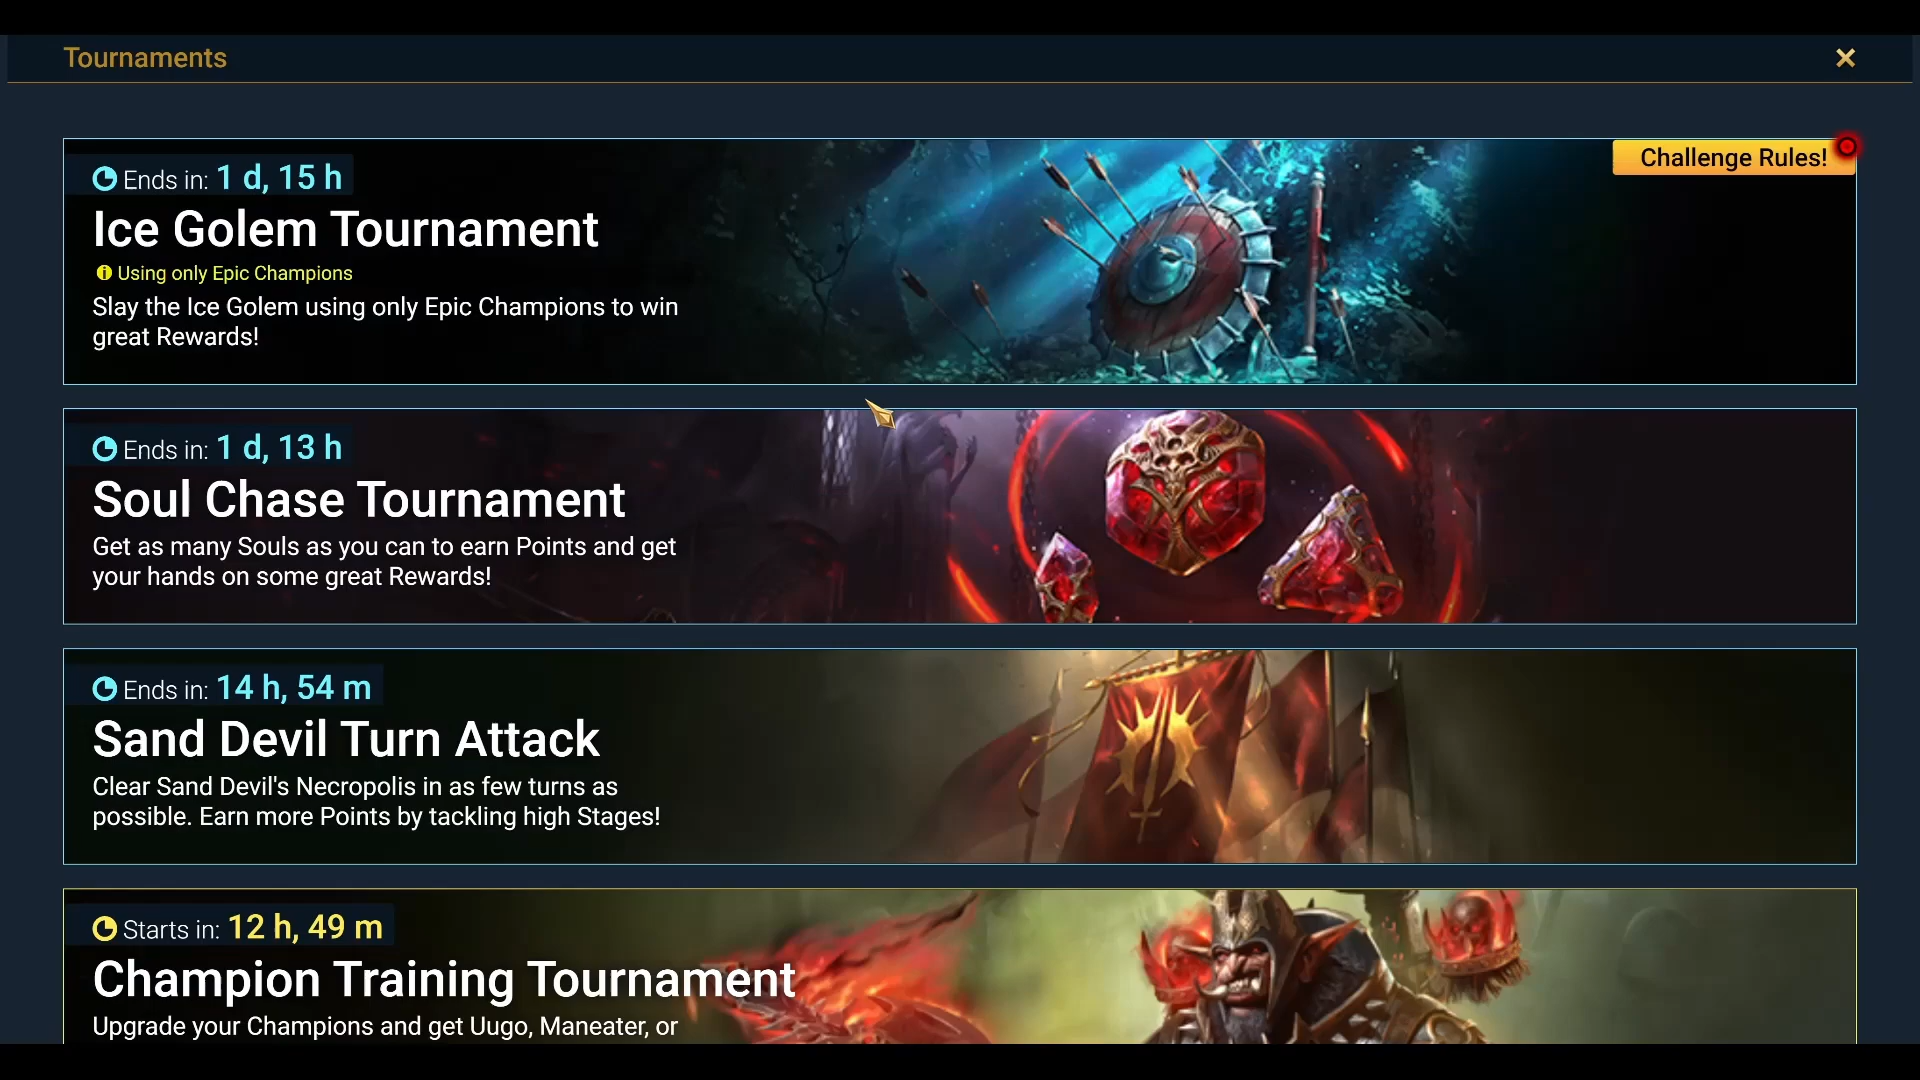 Tournaments
Ends in: 1 d, 15 h
Challenge Rules!
Ice Golem Tournament
Using only Epic Champions
Slay the Ice Golem using only Epic Champions to win
great Rewards!
Ends in: 1 d, 13 h
Soul Chase Tournament
Get as many Souls as you can to earn Points and get
your hands on some great Rewards!
Ends in: 14 h, 54 m
Sand Devil Turn Attack
Clear Sand Devil's Necropolis in as few turns as
possible. Earn more Points by tackling high Stages!
Starts in: 12 h, 49 m
Champion Training Tournament
Upgrade your Champions and get Uugo, Maneater, or